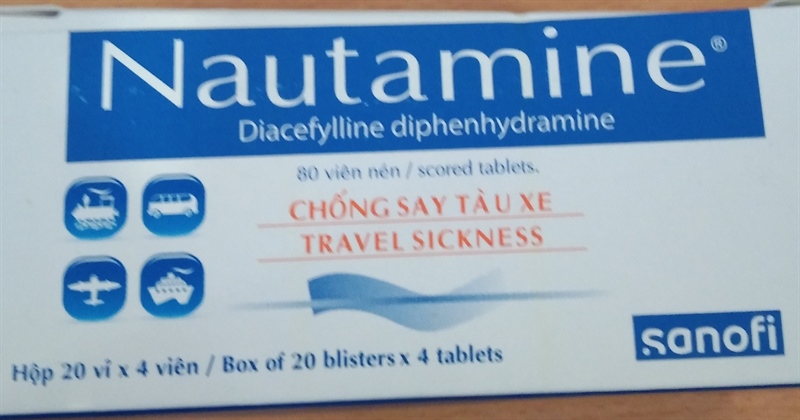 Nautamine®
Diacefylline diphenhydramine
80 viên nén / scored tablets.
CHỐNG SAY TÀU XE
TRAVEL SICKNESS
sanofi
Hộp 20 vỉ x 4 viên / Box of 20 blisters x 4 tablets